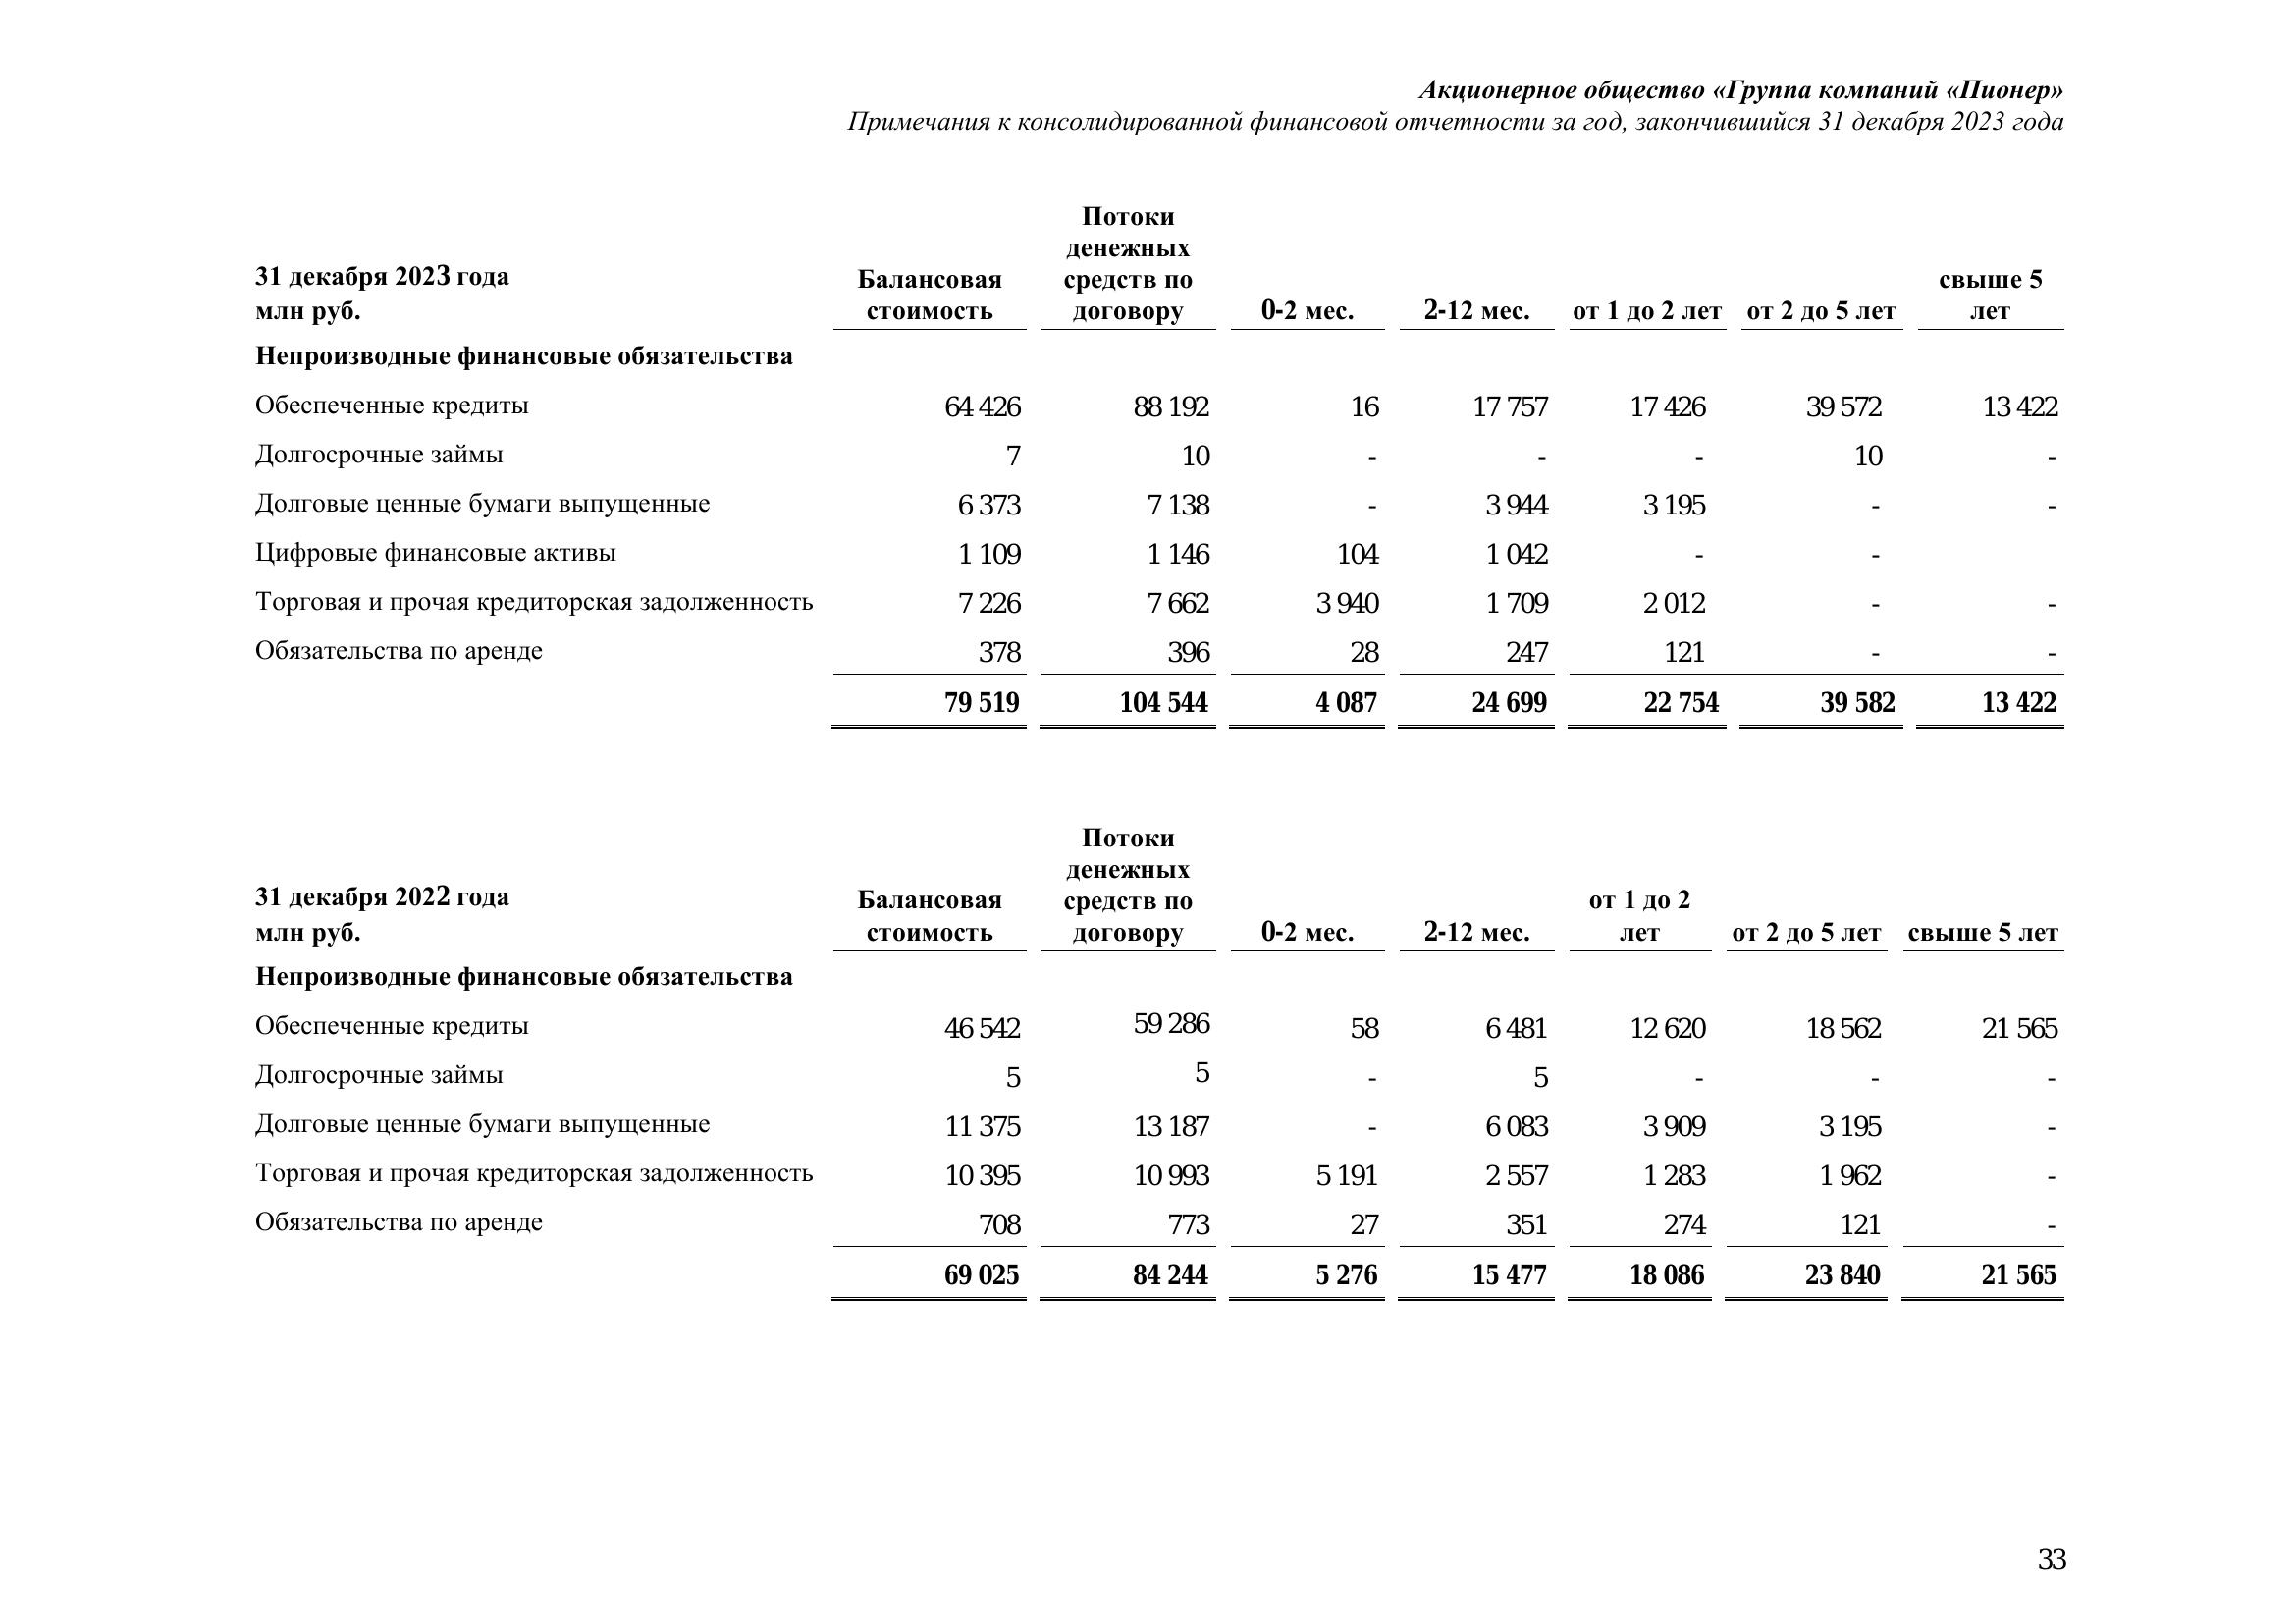 Акционерное общество «Группа компаний «Пионер»
Примечания к консолидированной финансовой отчетности за год, закончившийся 31 декабря 2023 года
31 декабря 2023 года млн руб. Балансовая стоимость Потоки денежных средств по договору 0-2 мес. 2-12 мес. от 1 до 2 лет от 2 до 5 лет свыше 5 лет
Непроизводные финансовые обязательства
Обеспеченные кредиты 64 426 88 192 16 17 757 17 426 39 572 13 422
Долгосрочные займы 7 10 - - - 10 -
Долговые ценные бумаги выпущенные 6 373 7 138 - 3 944 3 195 - -
Цифровые финансовые активы 1 109 1 146 104 1 042 - -
Торговая и прочая кредиторская задолженность 7 226 7 662 3 940 1 709 2 012 - -
Обязательства по аренде 378 396 28 247 121 - -
79 519 104 544 4 087 24 699 22 754 39 582 13 422
31 декабря 2022 года млн руб. Балансовая стоимость Потоки денежных средств по договору 0-2 мес. 2-12 мес. от 1 до 2 лет от 2 до 5 лет свыше 5 лет
Непроизводные финансовые обязательства
Обеспеченные кредиты 46 542 59 286 58 6 481 12 620 18 562 21 565
Долгосрочные займы 5 5 - 5 - - -
Долговые ценные бумаги выпущенные 11 375 13 187 - 6 083 3 909 3 195 -
Торговая и прочая кредиторская задолженность 10 395 10 993 5 191 2 557 1 283 1 962 -
Обязательства по аренде 708 773 27 351 274 121 -
69 025 84 244 5 276 15 477 18 086 23 840 21 565
33